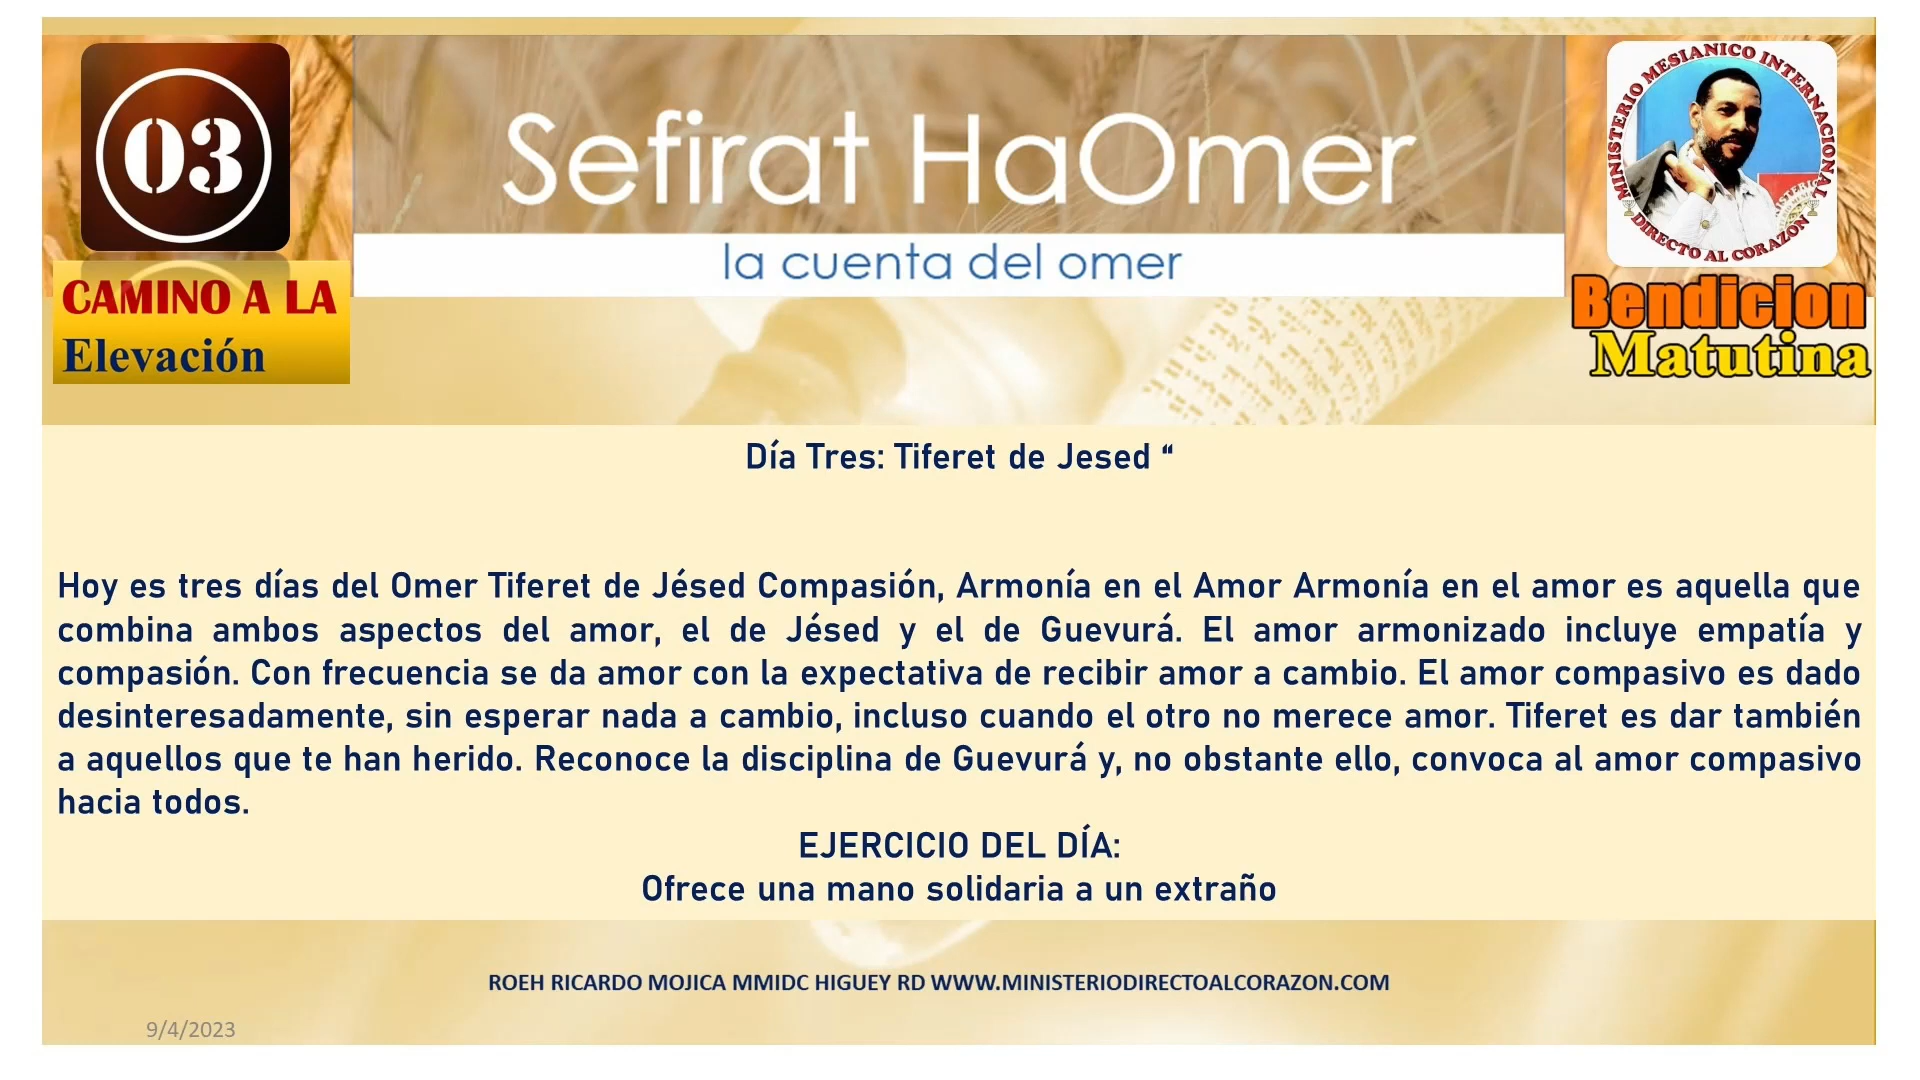 03
Sefirat HaOmer
la cuenta del omer
CAMINO A LA
Elevación
MINISTERIO MESIANICO INTERNACIONAL
DIRECTO AL CORAZON
Bendicion
Matutina
Día Tres: Tiferet de Jesed “
Hoy es tres días del Omer Tiferet de Jésed Compasión, Armonía en el Amor Armonía en el amor es aquella que
combina ambos aspectos del amor, el de Jésed y el de Guevurá. El amor armonizado incluye empatía y
compasión. Con frecuencia se da amor con la expectativa de recibir amor a cambio. El amor compasivo es dado
desinteresadamente, sin esperar nada a cambio, incluso cuando el otro no merece amor. Tiferet es dar también
a aquellos que te han herido. Reconoce la disciplina de Guevurá y, no obstante ello, convoca al amor compasivo
hacia todos.
EJERCICIO DEL DÍA:
Ofrece una mano solidaria a un extraño
ROEH RICARDO MOJICA MMIDC HIGUEY RD WWW.MINISTERIODIRECTOALCORAZON.COM
9/4/2023